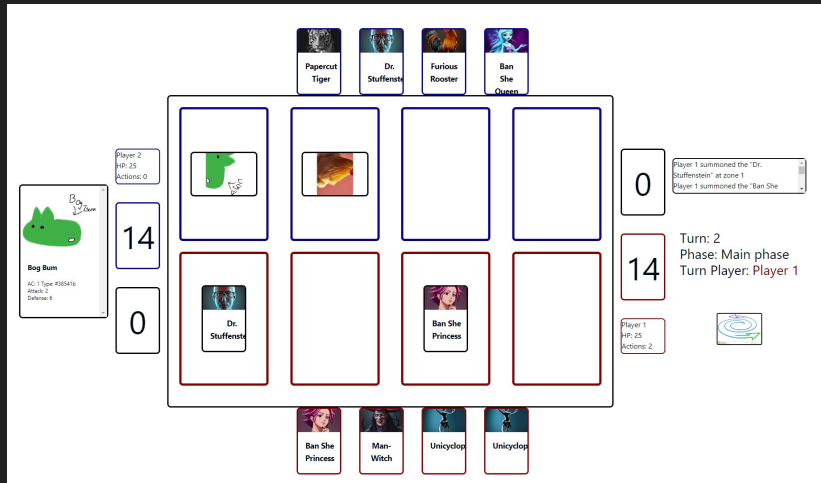 Papercut
Tiger
Dr.
Stuffenste
Furious
Rooster
Ban
She
Queen
Player 2
HP: 25
Actions: 0
14
0
Bog
Bum
Bog Bum
AC: 1 Type: #38541b
Attack: 2
Defense: 6
Dr.
Stuffenste
Ban She
Princess
0
Player 1 summoned the "Dr.
Stuffenstein" at zone 1
Player 1 summoned the "Ban She
14
Turn: 2
Phase: Main phase
Turn Player: Player 1
Player 1
HP: 25
Actions: 2
Ban She
Princess
Man-
Witch
Unicyclop
Unicyclop